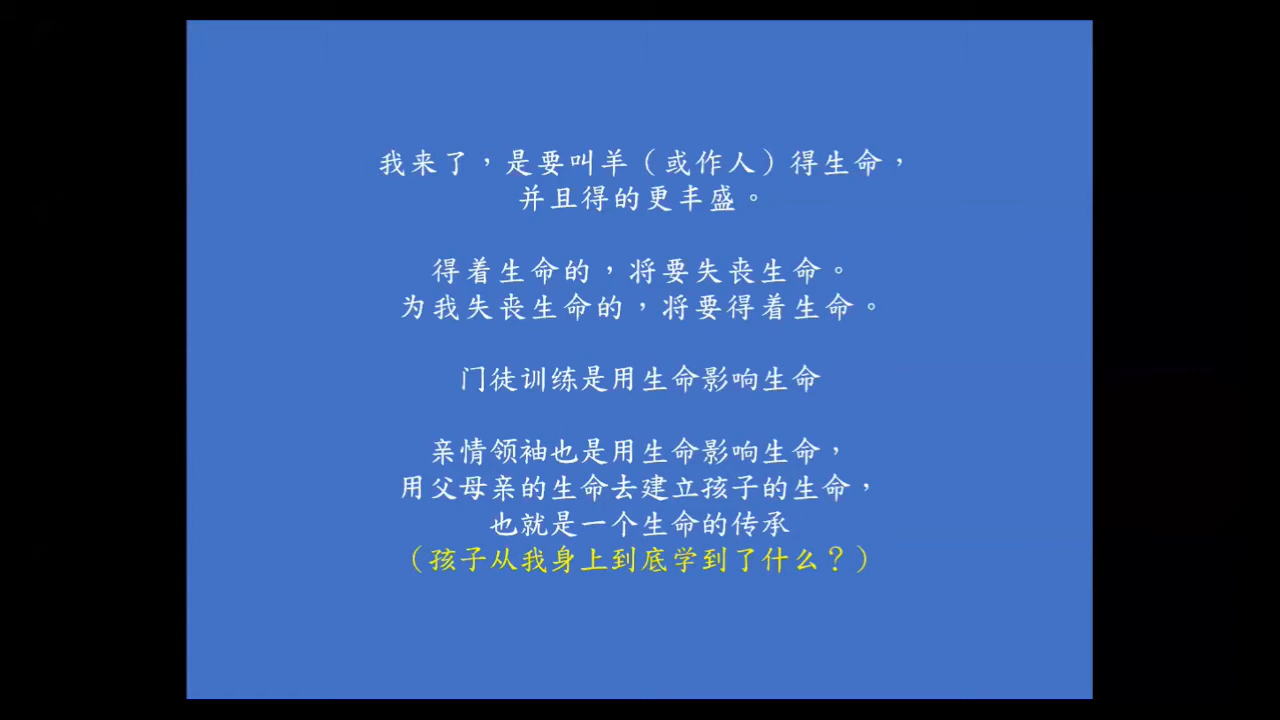 我来了，是要叫羊（或作人）得生命，
并且得的更丰盛。
得着生命的，将要失丧生命。
为我失丧生命的，将要得着生命。
门徒训练是用生命影响生命
亲情领袖也是用生命影响生命，
用父母亲的生命去建立孩子的生命，
也就是一个生命的传承
（孩子从我身上到底学到了什么？）